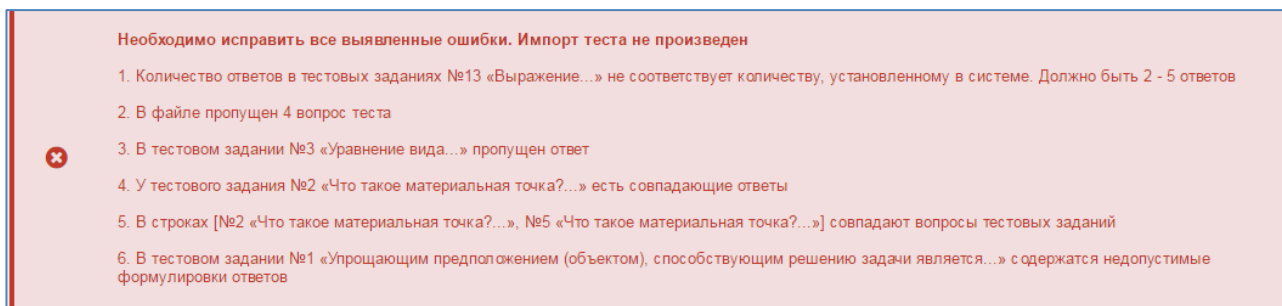 Необходимо исправить все выявленные ошибки. Импорт теста не произведен
1. Количество ответов в тестовых заданиях №13 «Выражение...» не соответствует количеству, установленному в системе. Должно быть 2 - 5 ответов
2. В файле пропущен 4 вопрос теста
3. В тестовом задании №3 «Уравнение вида...» пропущен ответ
4. У тестового задания №2 «Что такое материальная точка?...» есть совпадающие ответы
5. В строках [№2 «Что такое материальная точка?...», №5 «Что такое материальная точка?...»] совпадают вопросы тестовых заданий
6. В тестовом задании №1 «Упрощающим предположением (объектом), способствующим решению задачи является...» содержатся недопустимые
формулировки ответов